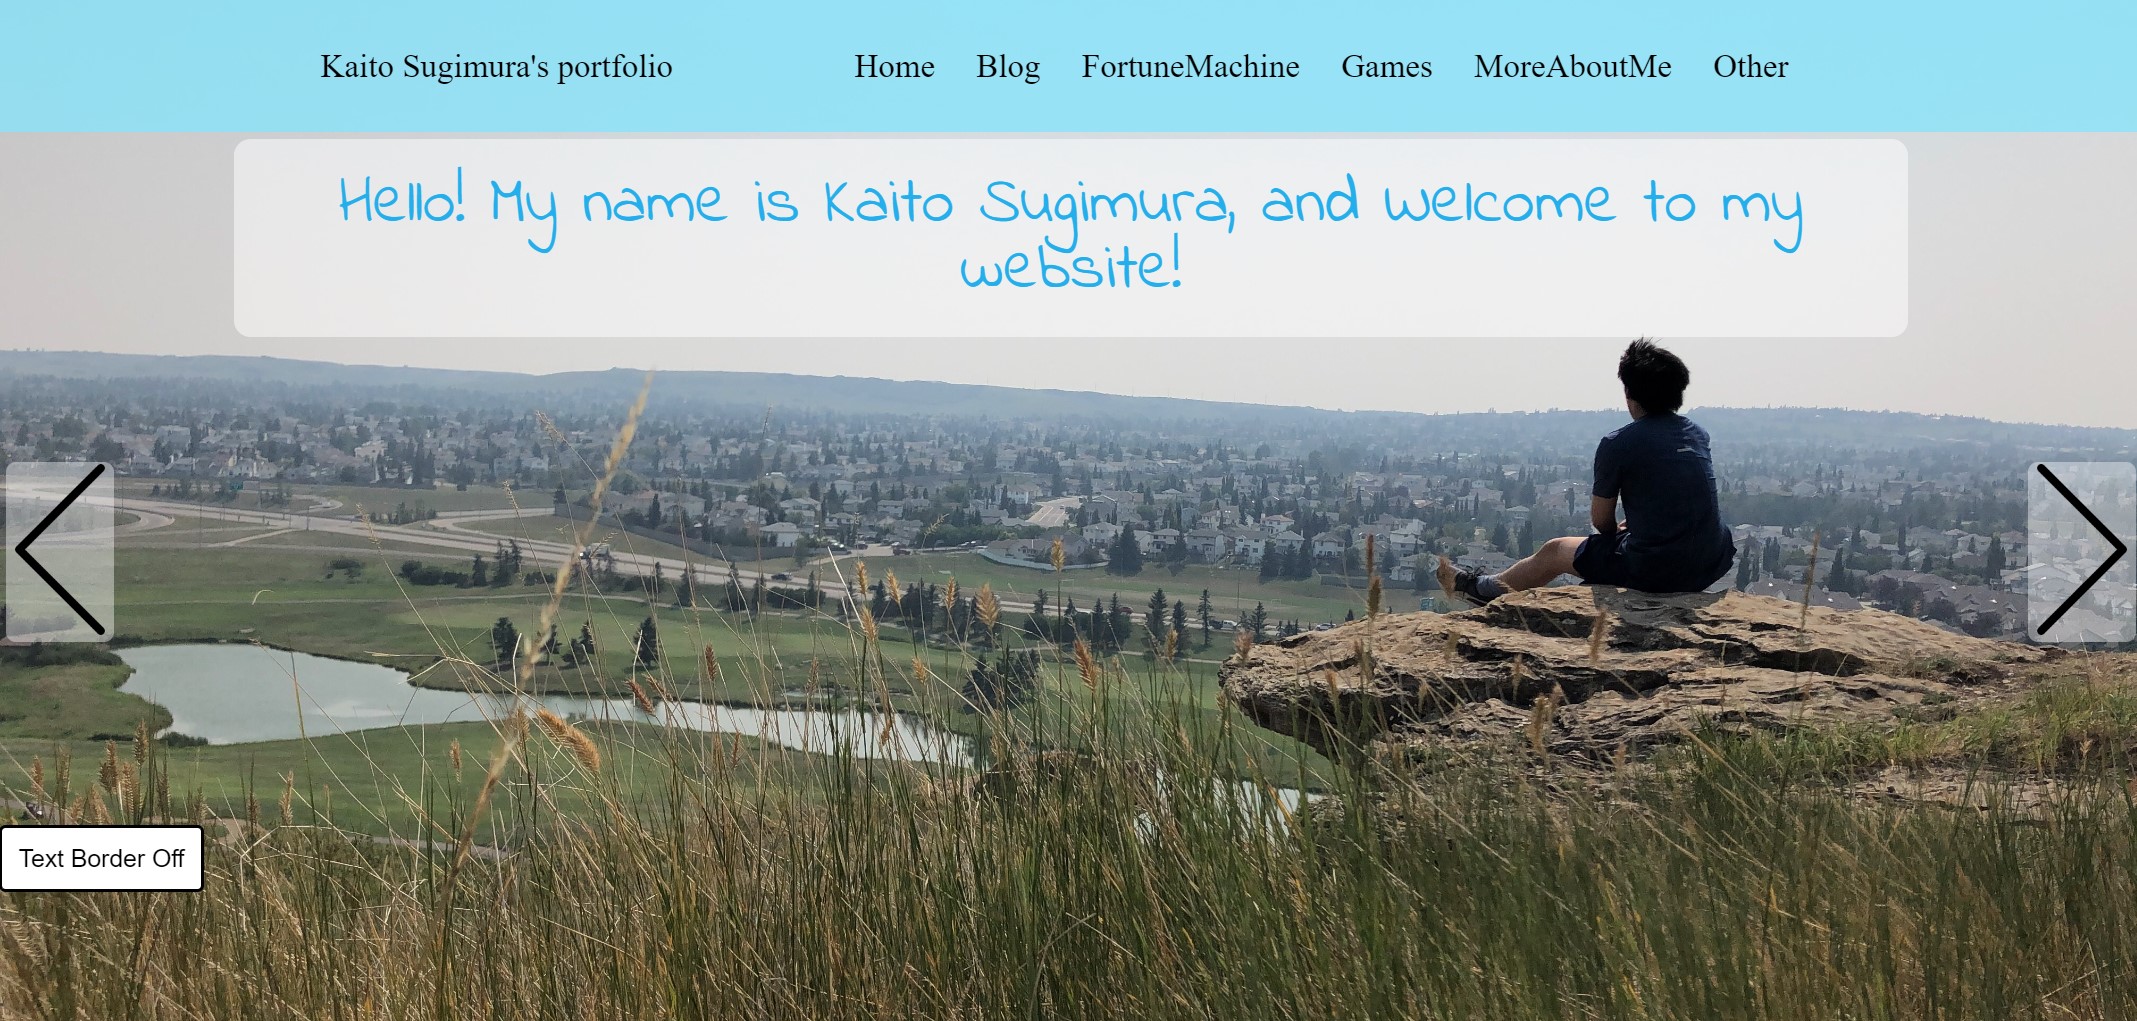 Kaito Sugimura's portfolio
Home Blog FortuneMachine Games MoreAboutMe Other
Hello! My name is Kaito Sugimura, and welcome to my
website!
Text Border Off